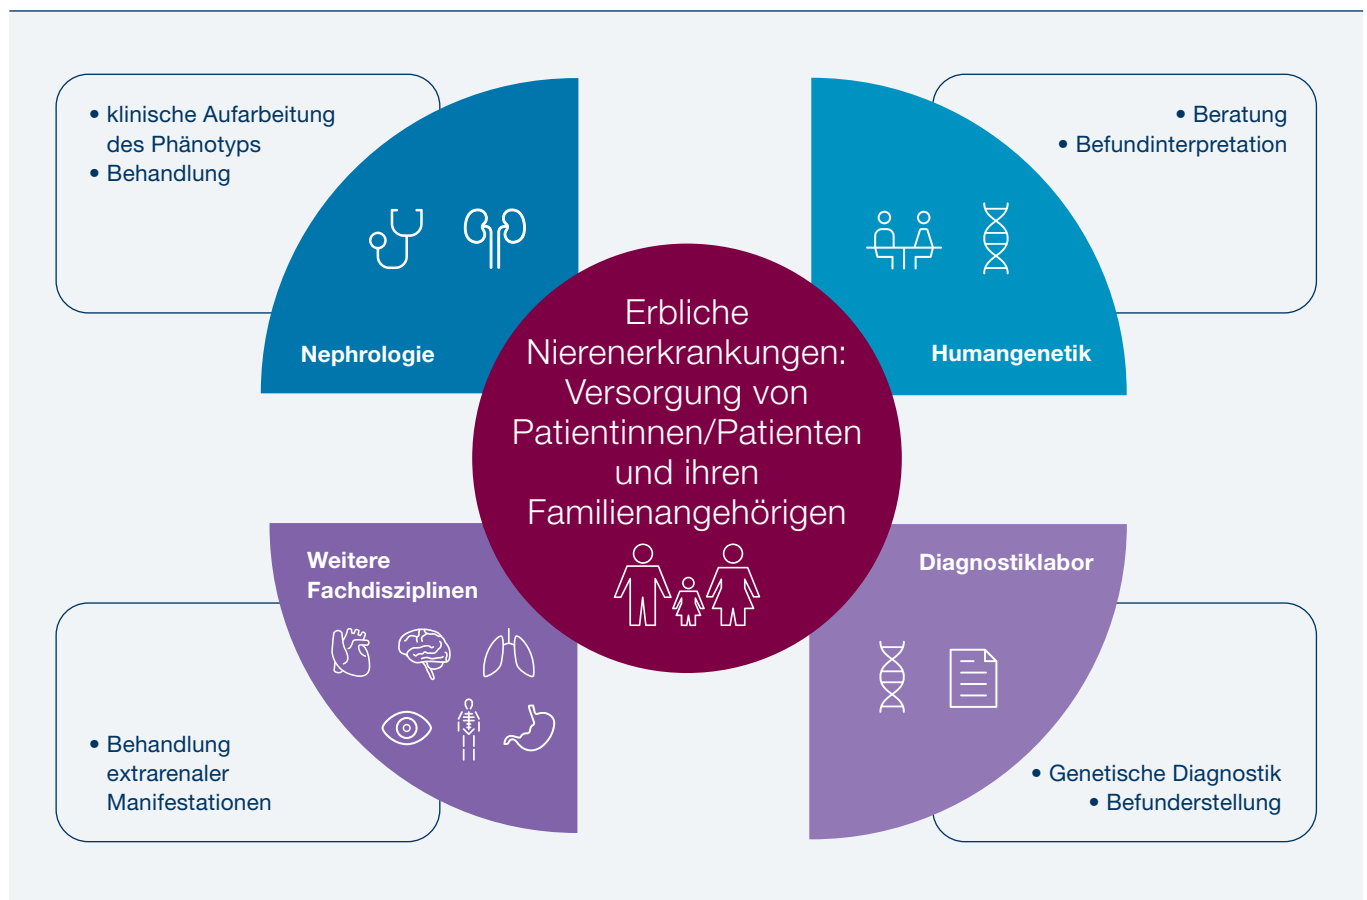 • klinische Aufarbeitung
des Phänotyps
• Behandlung
Nephrologie
• Beratung
• Befundinterpretation
Humangenetik
Erbliche
Nierenerkrankungen:
Versorgung von
Patientinnen/Patienten
und ihren
Familienangehörigen
Weitere
Fachdisziplinen
• Behandlung
extrarenaler
Manifestationen
Diagnostiklabor
• Genetische Diagnostik
• Befunderstellung